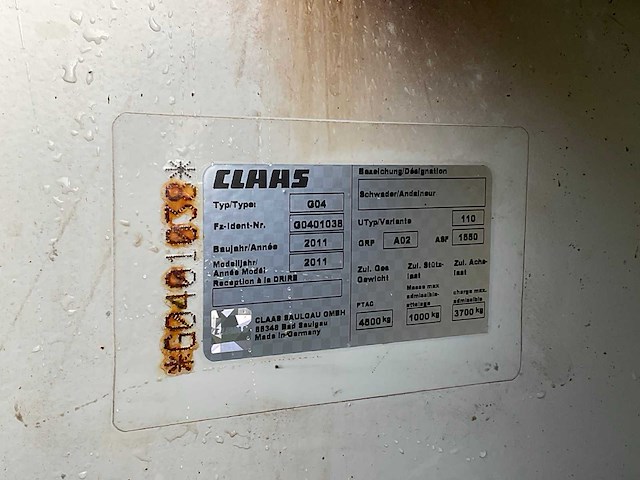 *G0401038*
CLAAS
Typ/Type: G04
Fz-Ident-Nr. G0401038
Baujahr/Année 2011
Modelljahr/
Année Model: 2011
Reception à la DRIRE
CLAAS SAULGAU GMBH
88348 Bad Saulgau
Made in Germany
Bezeichung/Désignation
Schwader/Andaineur
UTyp/Variante 110
GRP A02 ASF 1550
Zul. Ges Gewicht
PTAC
4800 kg
Zul. Stütz-
last
Masse max
admissible-
attelage
1000 kg
Zul. Achs-
last
charge max.
admissible
3700 kg